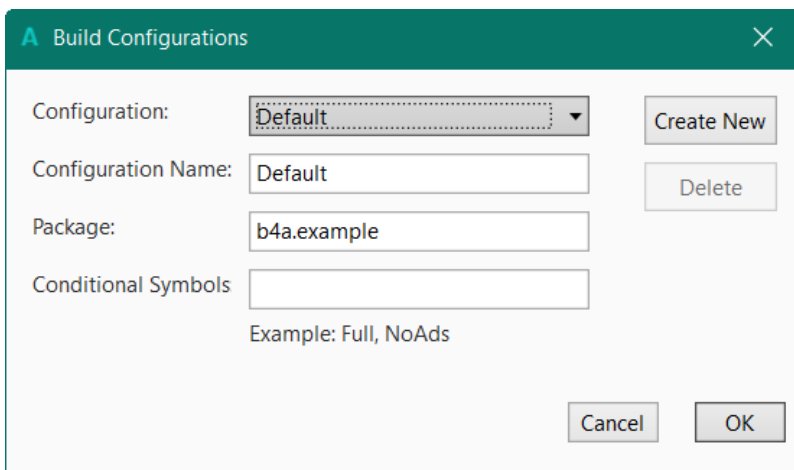 A Build Configurations
Configuration: Default Create New
Configuration Name: Default Delete
Package: b4a.example
Conditional Symbols
Example: Full, NoAds
Cancel OK